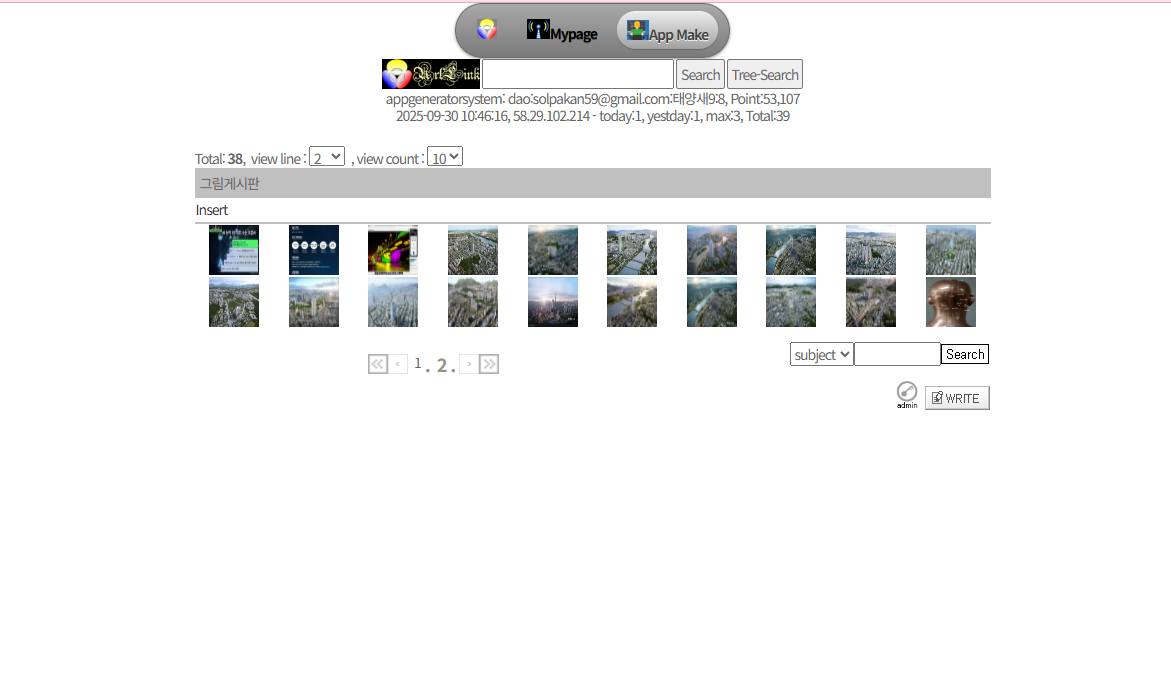 Mypage App Make
ArtLink Search Tree-Search
appgeneratorsystem: dao:solpakan59@gmail.com:태양새9:8, Point:53,107
2025-09-30 10:46:16, 58.29.102.214 - today:1, yestday:1, max:3, Total:39
Total: 38, view line : 2 , view count : 10
그림게시판
Insert
1 . 2 . subject Search
admin WRITE